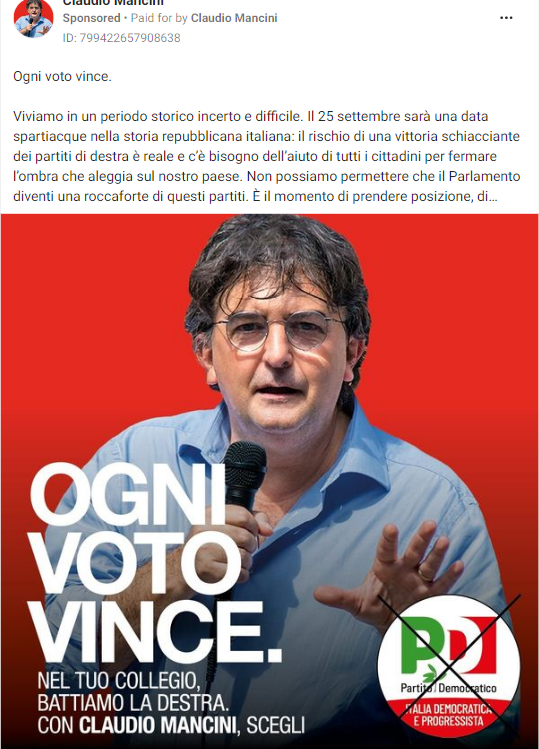 Claudio Mancini
Sponsored • Paid for by Claudio Mancini
ID: 799422657908638
Ogni voto vince.
Viviamo in un periodo storico incerto e difficile. Il 25 settembre sarà una data
spartiacque nella storia repubblicana italiana: il rischio di una vittoria schiacciante
dei partiti di destra è reale e c’è bisogno dell’aiuto di tutti i cittadini per fermare
l’ombra che aleggia sul nostro paese. Non possiamo permettere che il Parlamento
diventi una roccaforte di questi partiti. È il momento di prendere posizione, di…
OGNI
VOTO
VINCE.
NEL TUO COLLEGIO,
BATTIAMO LA DESTRA.
CON CLAUDIO MANCINI, SCEGLI
PD
Partito Democratico
ITALIA DEMOCRATICA
E PROGRESSISTA